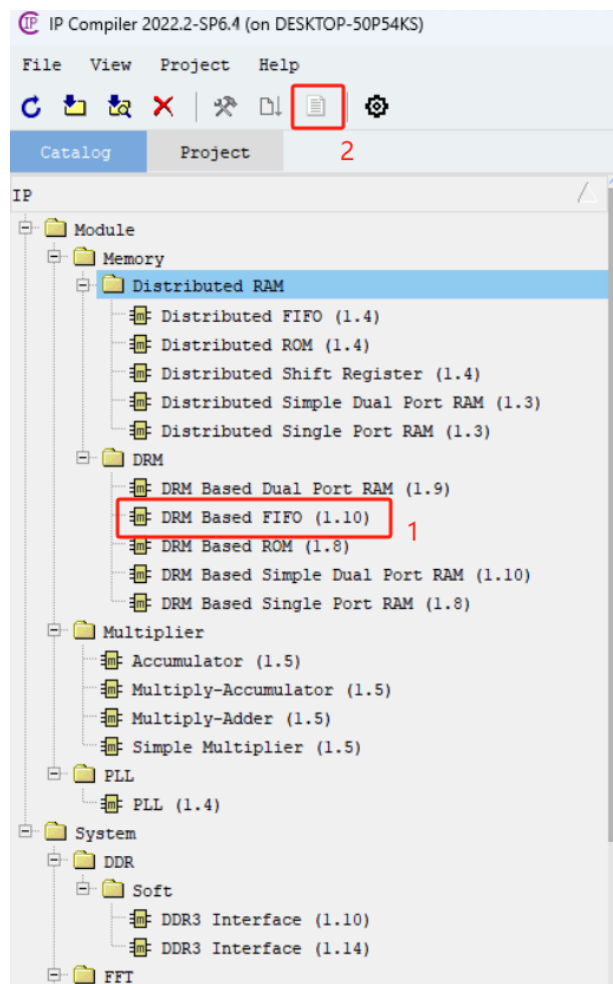 IP Compiler 2022.2-SP6.4 (on DESKTOP-50P54KS)
File View Project Help
Catalog Project 2
IP
Module
Memory
Distributed RAM
Distributed FIFO (1.4)
Distributed ROM (1.4)
Distributed Shift Register (1.4)
Distributed Simple Dual Port RAM (1.3)
Distributed Single Port RAM (1.3)
DRM
DRM Based Dual Port RAM (1.9)
DRM Based FIFO (1.10) 1
DRM Based ROM (1.8)
DRM Based Simple Dual Port RAM (1.10)
DRM Based Single Port RAM (1.8)
Multiplier
Accumulator (1.5)
Multiply-Accumulator (1.5)
Multiply-Adder (1.5)
Simple Multiplier (1.5)
PLL
PLL (1.4)
System
DDR
Soft
DDR3 Interface (1.10)
DDR3 Interface (1.14)
FFT